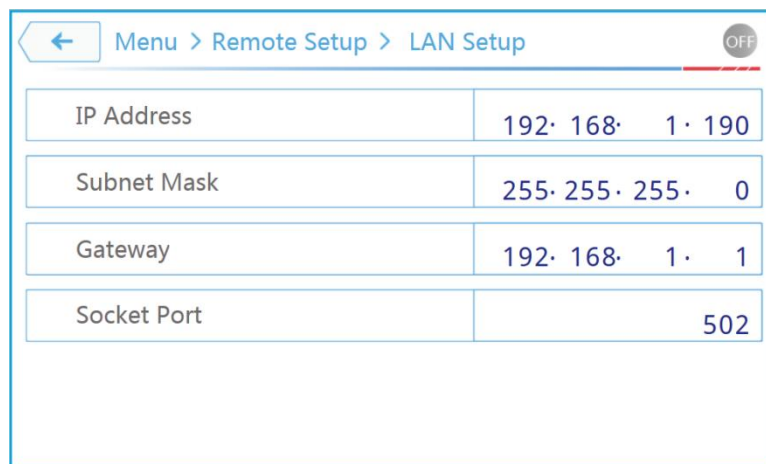 ← Menu > Remote Setup > LAN Setup OFF
IP Address 192. 168. 1. 190
Subnet Mask 255. 255. 255. 0
Gateway 192. 168. 1. 1
Socket Port 502